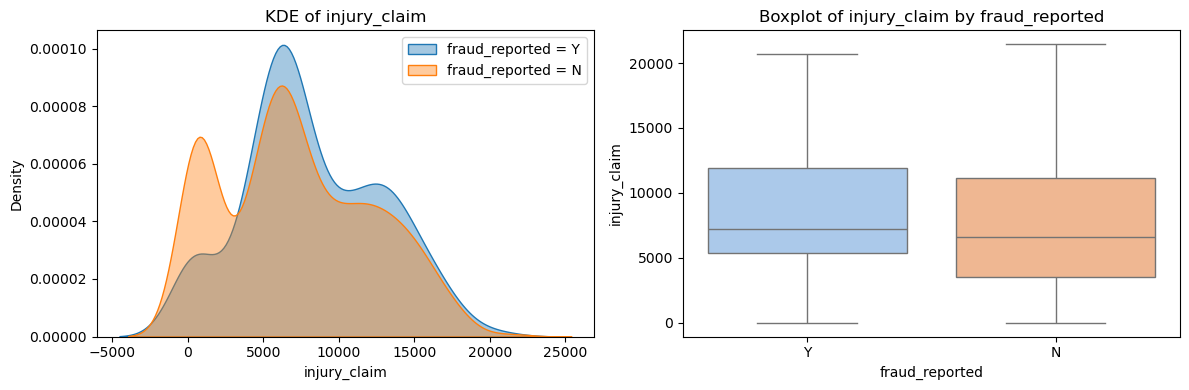 KDE of injury_claim
fraud_reported = Y
fraud_reported = N
0.00010
0.00008
0.00006
0.00004
0.00002
0.00000
Density
−5000 0 5000 10000 15000 20000 25000
injury_claim
Boxplot of injury_claim by fraud_reported
20000
15000
10000
5000
0
injury_claim
Y N
fraud_reported